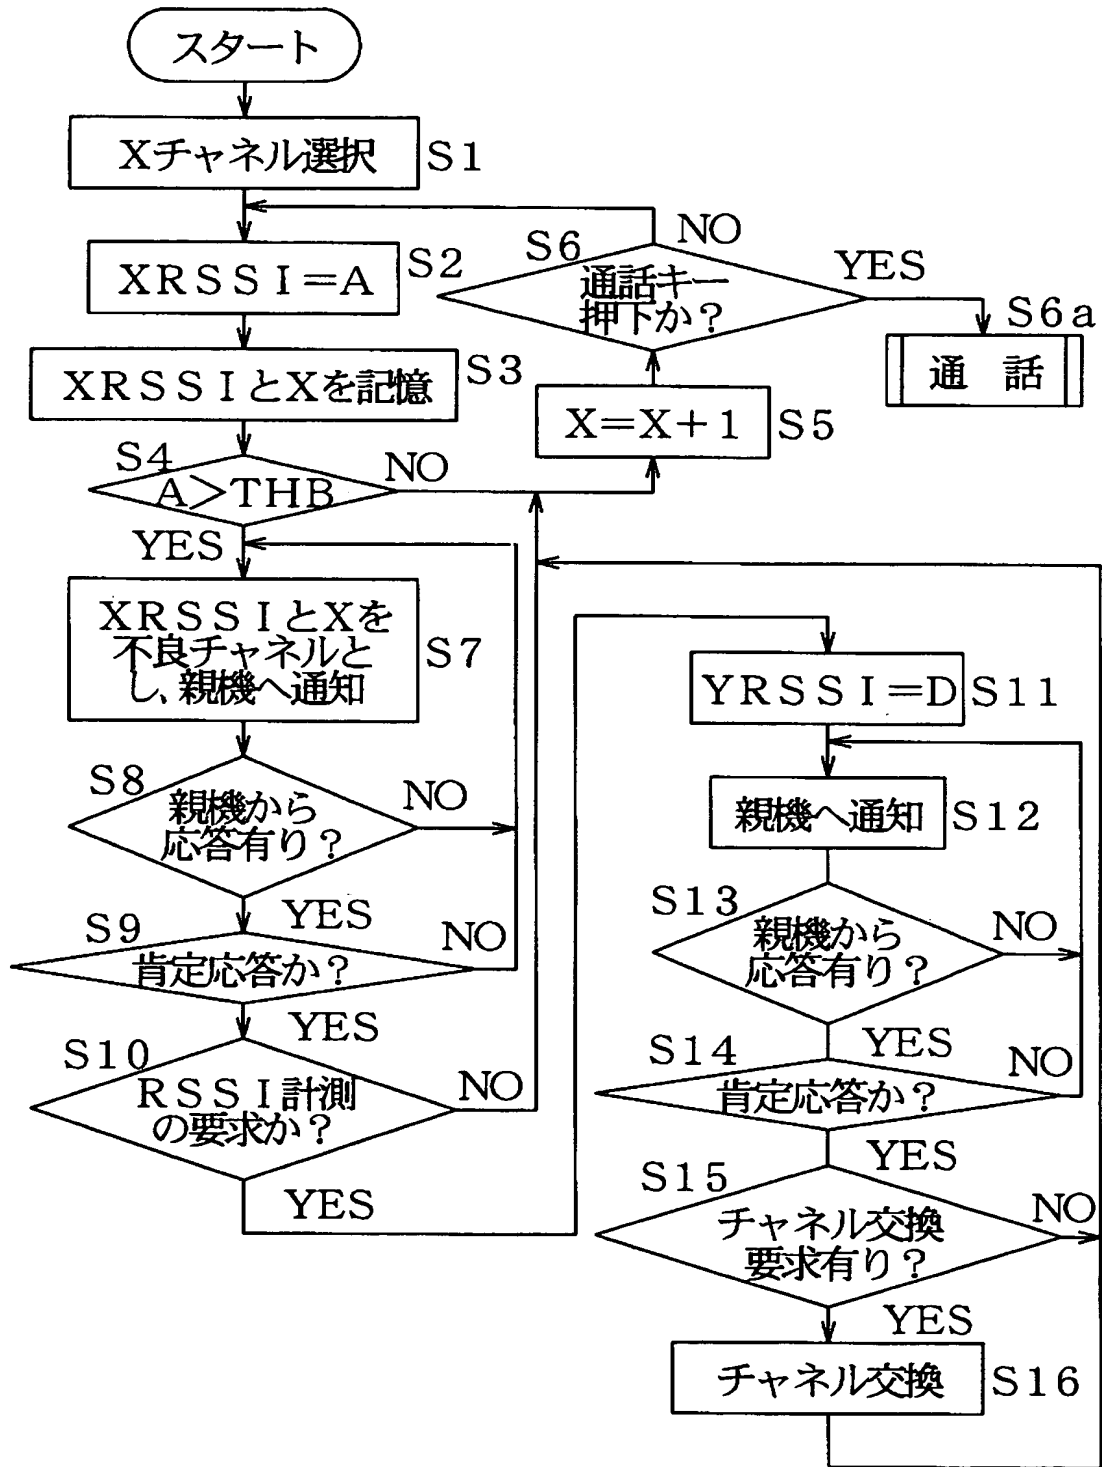 スタート
Xチャネル選択 S1
XRSSI=A S2
XRSSIとXを記憶 S3
S4
A>THB
NO
YES
X=X+1 S5
S6
通話キー
押下か?
NO
YES
S6a
通 話
XRSSIとXを
不良チャネルと
し、親機へ通知
S7
S8
親機から
応答有り?
NO
YES
S9
肯定応答か?
NO
YES
S10
RSSI計測
の要求か?
NO
YES
YRSSI=D S11
親機へ通知 S12
S13
親機から
応答有り?
NO
YES
S14
肯定応答か?
NO
YES
S15
チャネル交換
要求有り?
NO
YES
チャネル交換 S16